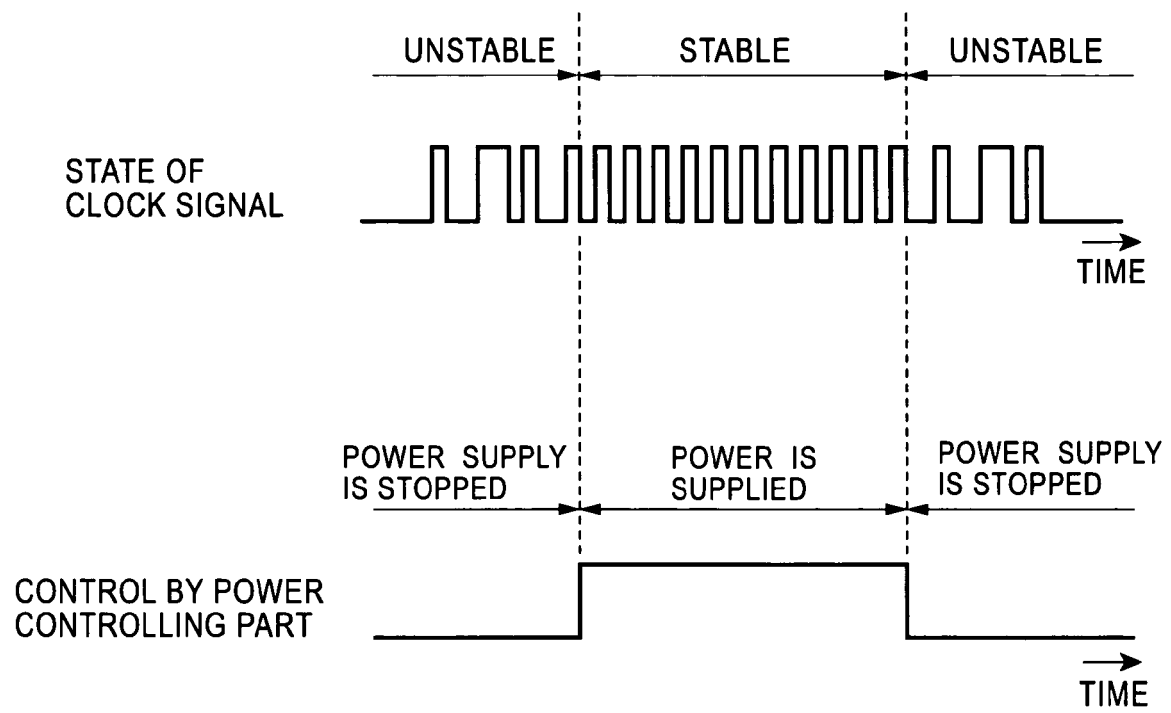 UNSTABLE
STABLE
UNSTABLE
STATE OF
CLOCK SIGNAL
TIME
POWER SUPPLY
IS STOPPED
POWER IS
SUPPLIED
POWER SUPPLY
IS STOPPED
CONTROL BY POWER
CONTROLLING PART
TIME